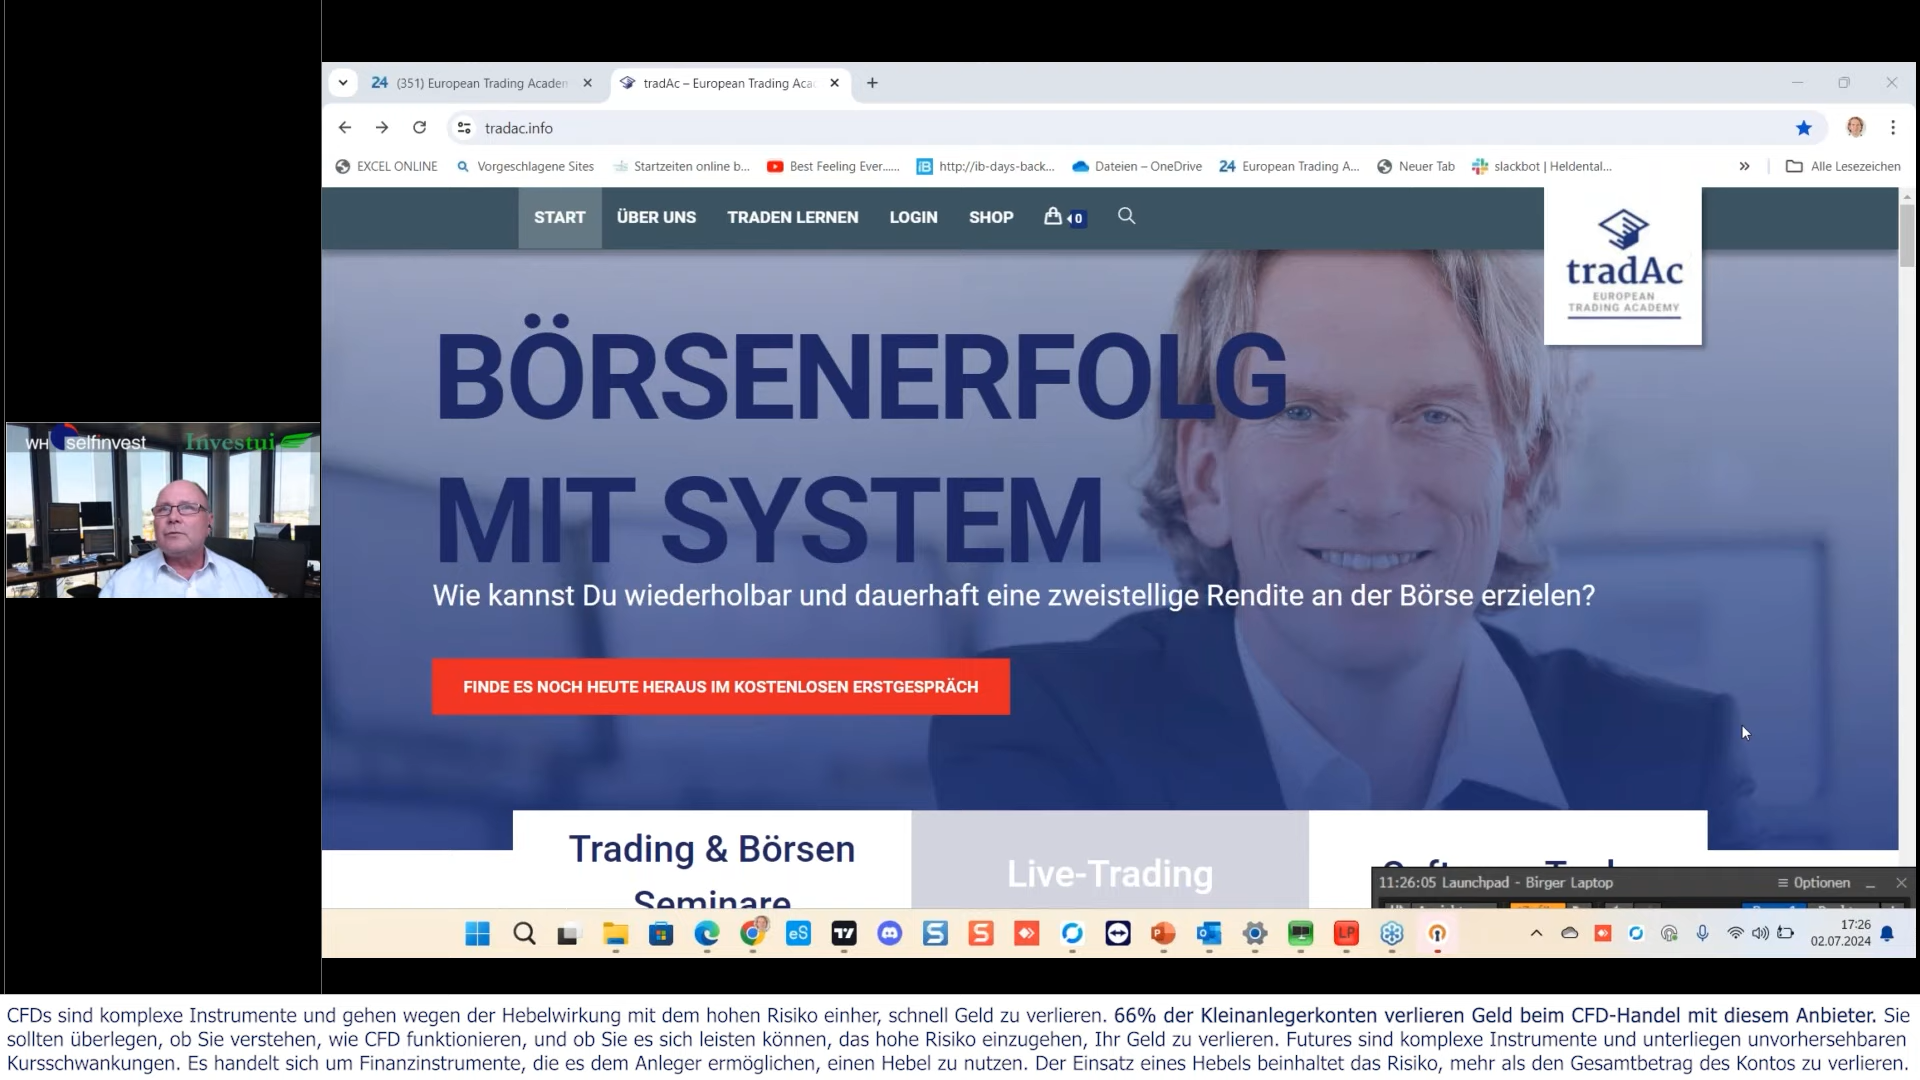 (351) European Trading Academ
tradAc – European Trading Aca
tradac.info
EXCEL ONLINE
Vorgeschlagene Sites
Startzeiten online b...
Best Feeling Ever......
http://ib-days-back...
Dateien – OneDrive
European Trading A...
Neuer Tab
slackbot | Heldental...
Alle Lesezeichen
START
ÜBER UNS
TRADEN LERNEN
LOGIN
SHOP
0
tradAc
EUROPEAN
TRADING ACADEMY
BÖRSENERFOLG
MIT SYSTEM
WH selfinvest
Investui
Wie kannst Du wiederholbar und dauerhaft eine zweistellige Rendite an der Börse erzielen?
FINDE ES NOCH HEUTE HERAUS IM KOSTENLOSEN ERSTGESPRÄCH
Trading & Börsen
Seminare
Live-Trading
11:26:05 Launchpad - Birger Laptop
Optionen
17:26
02.07.2024
CFDs sind komplexe Instrumente und gehen wegen der Hebelwirkung mit dem hohen Risiko einher, schnell Geld zu verlieren. 66% der Kleinanlegerkonten verlieren Geld beim CFD-Handel mit diesem Anbieter. Sie
sollten überlegen, ob Sie verstehen, wie CFD funktionieren, und ob Sie es sich leisten können, das hohe Risiko einzugehen, Ihr Geld zu verlieren. Futures sind komplexe Instrumente und unterliegen unvorhersehbaren
Kursschwankungen. Es handelt sich um Finanzinstrumente, die es dem Anleger ermöglichen, einen Hebel zu nutzen. Der Einsatz eines Hebels beinhaltet das Risiko, mehr als den Gesamtbetrag des Kontos zu verlieren.